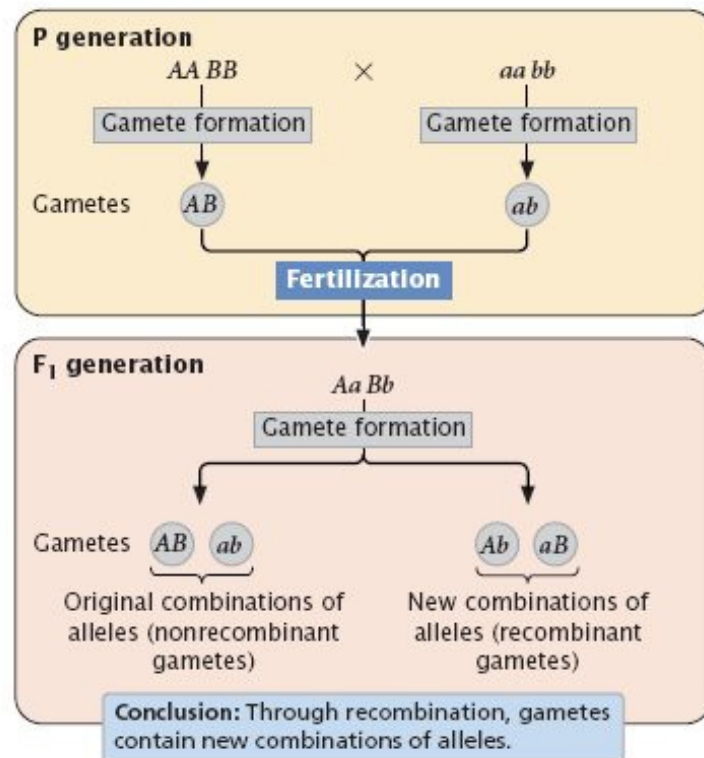 P generation
AA BB × aa bb
Gamete formation Gamete formation
Gametes AB ab
Fertilization
F1 generation
Aa Bb
Gamete formation
Gametes AB ab Ab aB
Original combinations of
alleles (nonrecombinant
gametes)
New combinations of
alleles (recombinant
gametes)
Conclusion: Through recombination, gametes
contain new combinations of alleles.